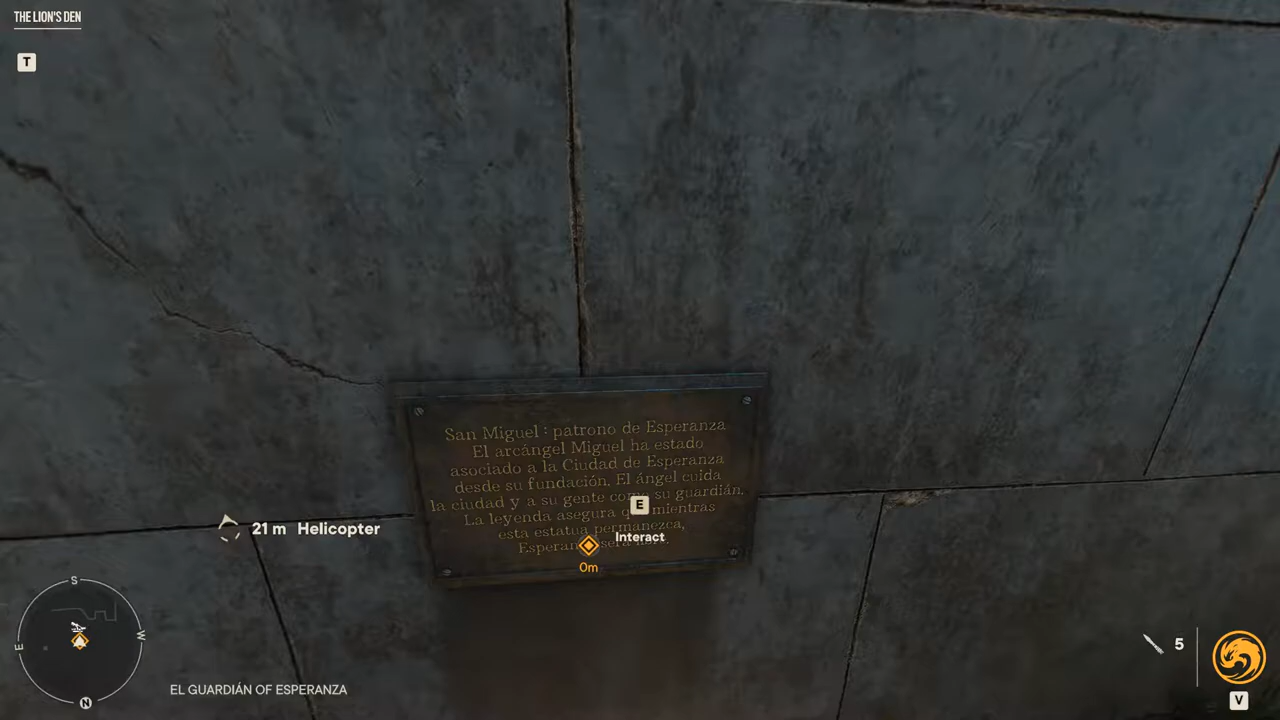 THE LION'S DEN
T
San Miguel : patrono de Esperanza
El arcángel Miguel ha estado
asociado a la Ciudad de Esperanza
desde su fundación. El ángel cuida
la ciudad y a su gente como su guardián.
La leyenda asegura que mientras
esta estatua permanezca,
será
E
Interact
0m
21 m Helicopter
S
E
W
N
EL GUARDIÁN OF ESPERANZA
5
V